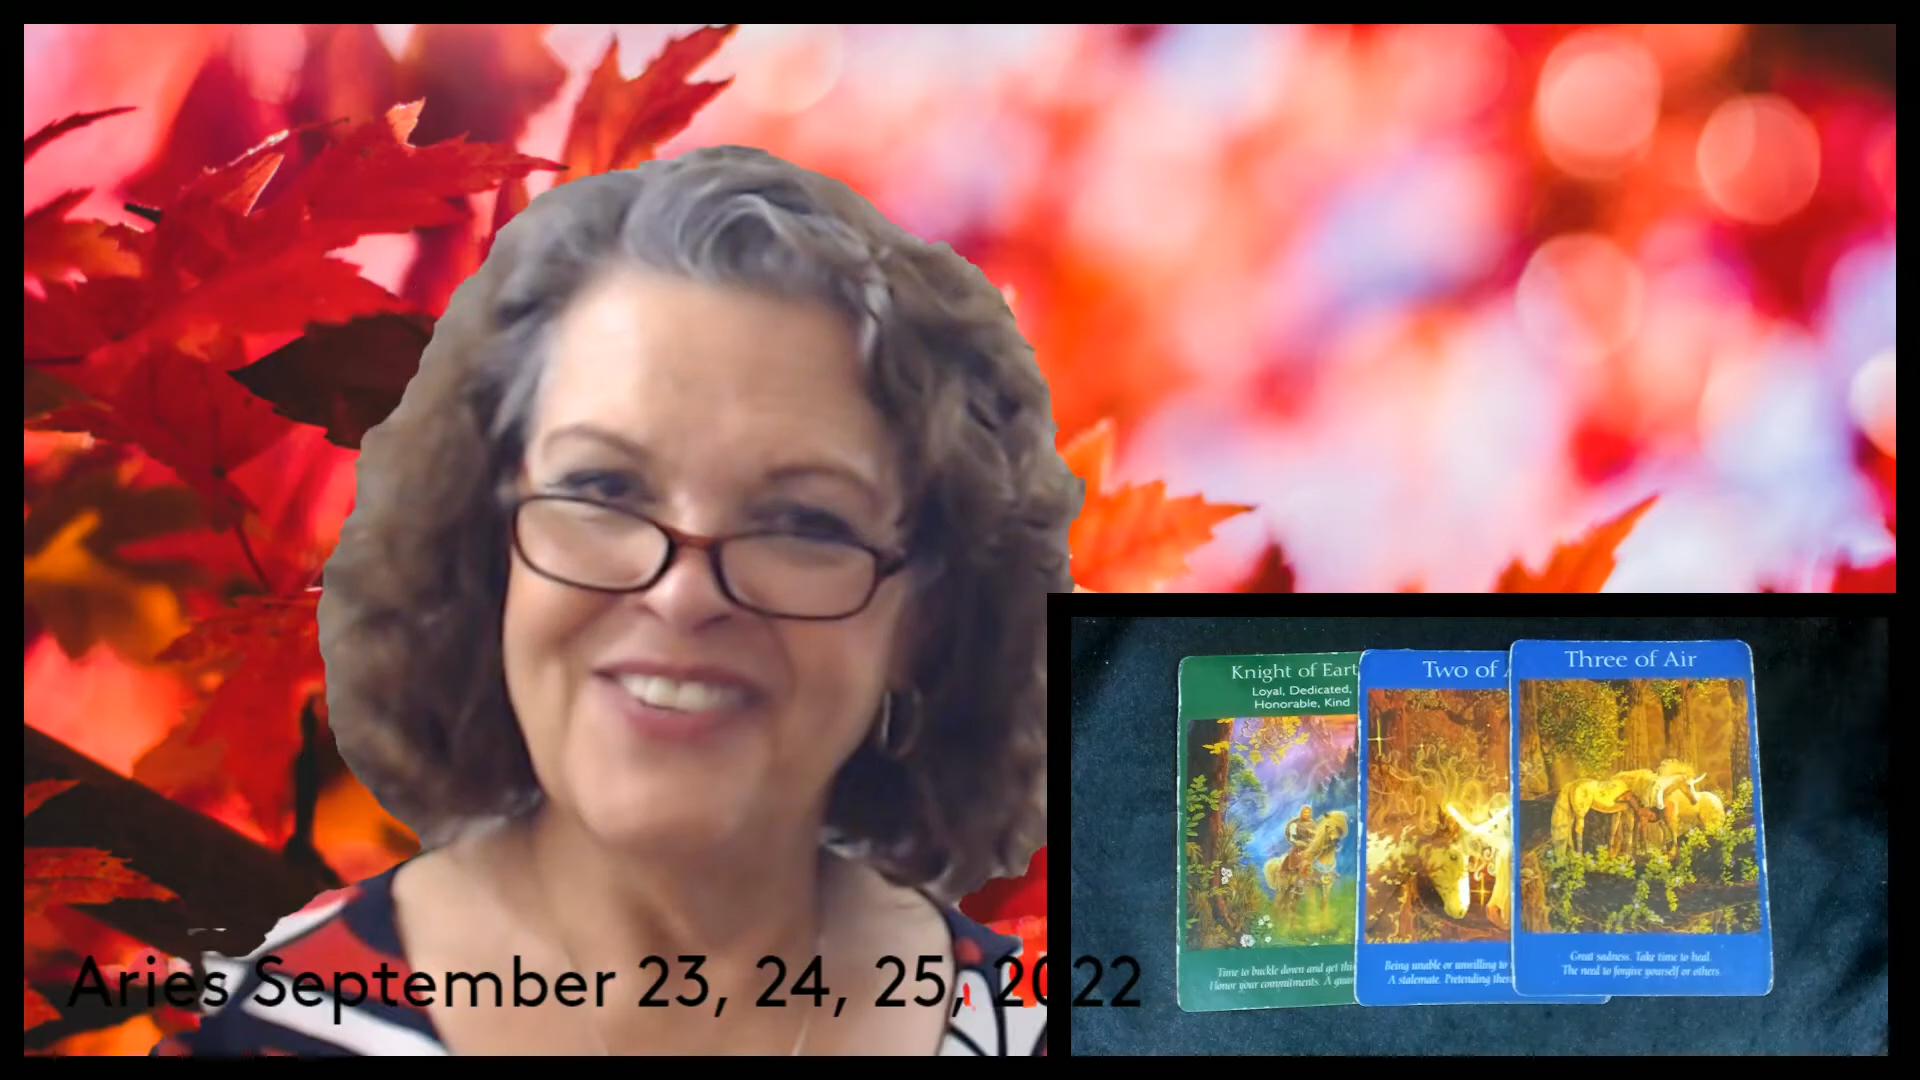 Aries September 23, 24, 25, 2022
Knight of Eart
Loyal, Dedicated,
Honorable, Kind
Time to buckle down and get thi
Honor your commitments. A guar
Two of A
Being unable or unwilling to
A stalemate. Pretending ther
Three of Air
Great sadness. Take time to heal.
The need to forgive yourself or others.